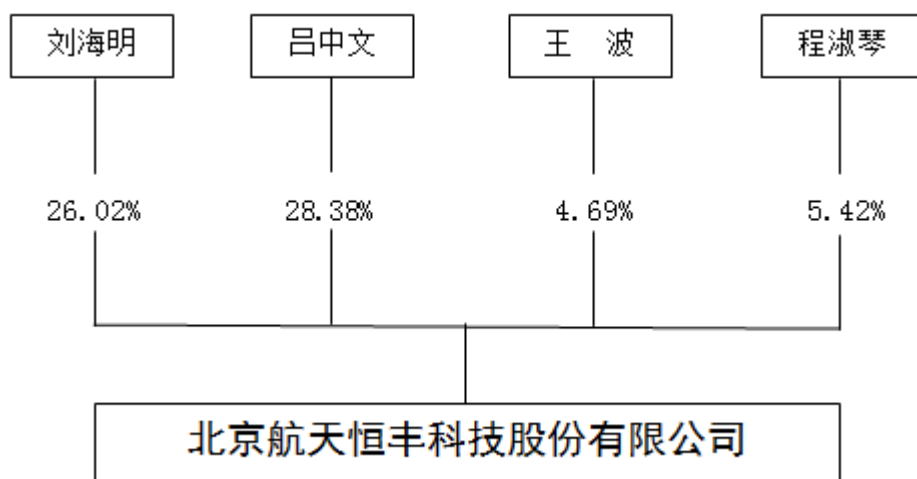 刘海明 吕中文 王 波 程淑琴
26.02% 28.38% 4.69% 5.42%
北京航天恒丰科技股份有限公司